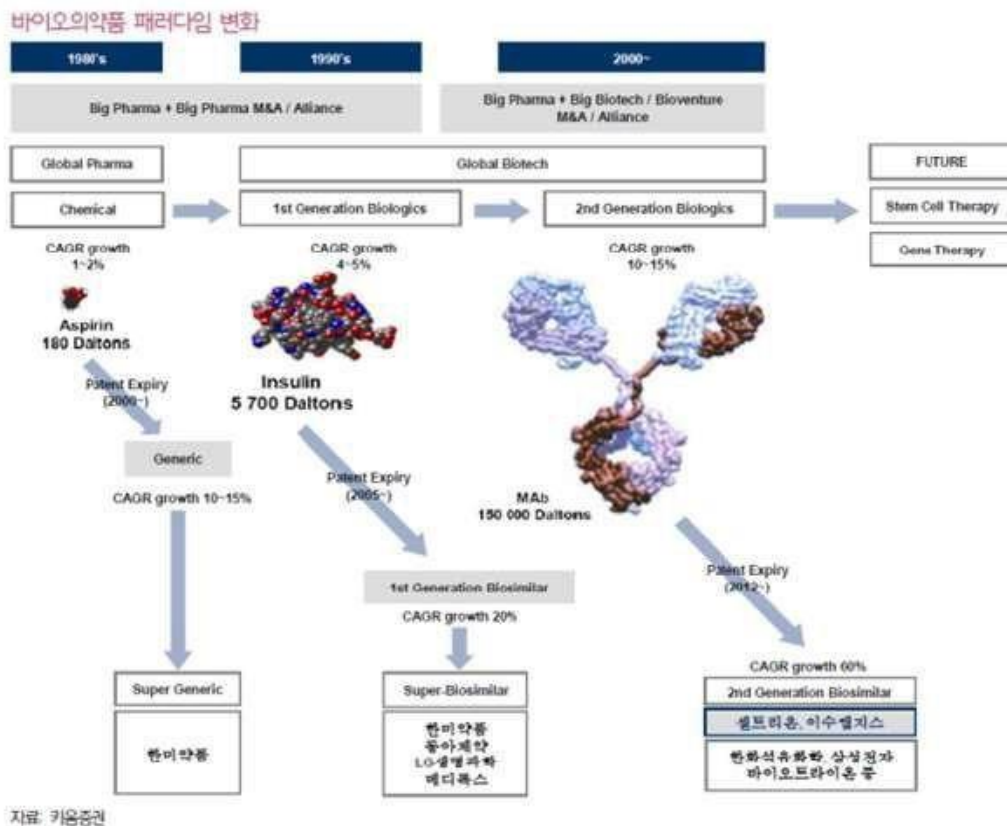 바이오의약품 패러다임 변화
1980's
1990's
2000~
Big Pharma + Big Pharma M&A / Alliance
Big Pharma + Big Biotech / Bioventure
M&A / Alliance
Global Pharma
Global Biotech
FUTURE
Chemical
1st Generation Biologics
2nd Generation Biologics
Stem Cell Therapy
Gene Therapy
CAGR growth
1~2%
CAGR growth
4~5%
CAGR growth
10~15%
Aspirin
180 Daltons
Insulin
5 700 Daltons
MAb
150 000 Daltons
Patent Expiry
(2000~)
Generic
CAGR growth 10~15%
Patent Expiry
(2005~)
1st Generation Biosimilar
CAGR growth 20%
Patent Expiry
(2012~)
CAGR growth 60%
Super Generic
한미약품
Super-Biosimilar
한미약품
동아제약
LG생명과학
메디톡스
2nd Generation Biosimilar
셀트리온, 이수앱지스
한화석유화학, 삼성전자
바이오트라이온 등
자료: 키움증권